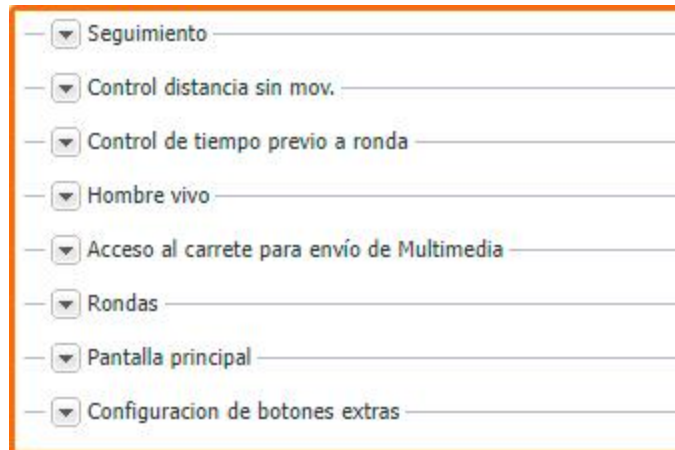 Seguimiento
Control distancia sin mov.
Control de tiempo previo a ronda
Hombre vivo
Acceso al carrete para envío de Multimedia
Rondas
Pantalla principal
Configuracion de botones extras